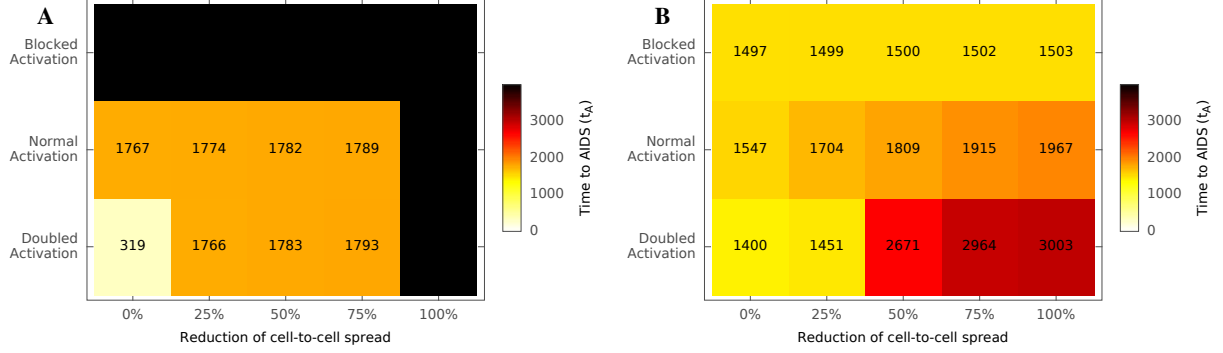 A
Blocked
Activation
Normal
Activation
1767 1774 1782 1789
Doubled
Activation
319 1766 1783 1793
0% 25% 50% 75% 100%
Reduction of cell-to-cell spread
3000
2000
1000
0
Time to AIDS (tA)
B
Blocked
Activation
1497 1499 1500 1502 1503
Normal
Activation
1547 1704 1809 1915 1967
Doubled
Activation
1400 1451 2671 2964 3003
0% 25% 50% 75% 100%
Reduction of cell-to-cell spread
3000
2000
1000
0
Time to AIDS (tA)